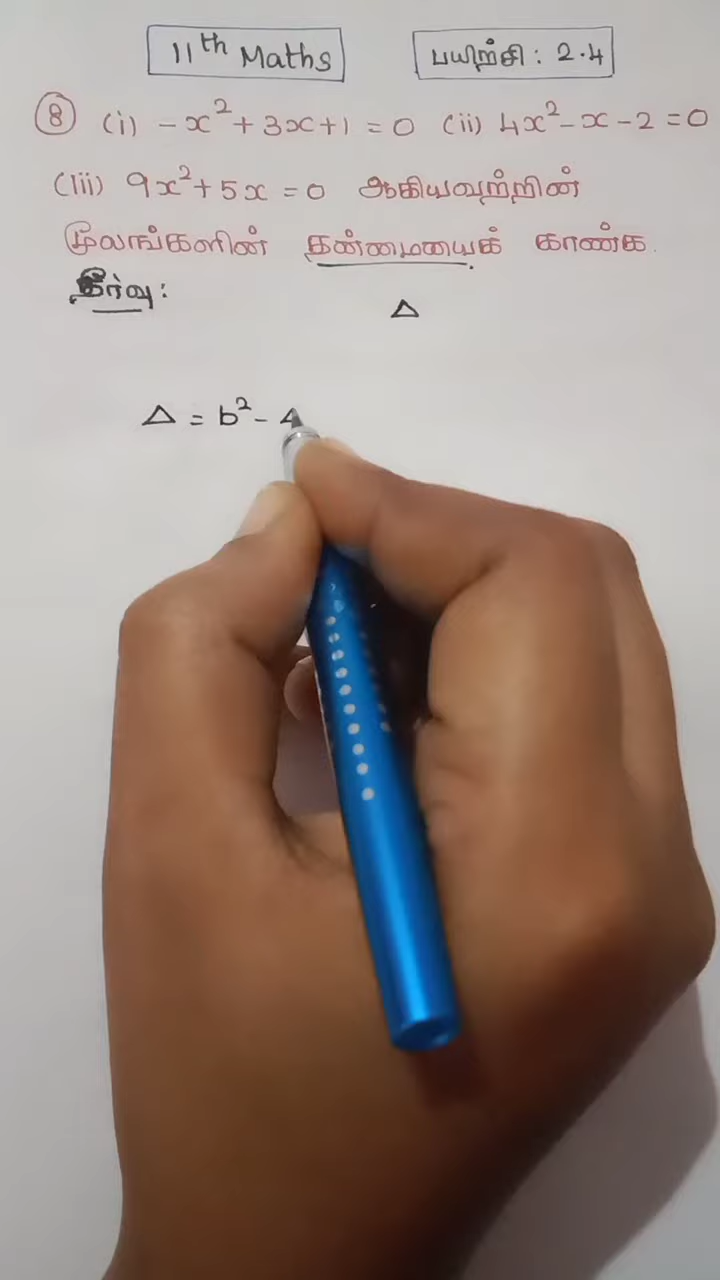 11th Maths பயிற்சி : 2.4
8 (i) -x² + 3x + 1 = 0 (ii) 4x² - x - 2 = 0
(iii) 9x² + 5x = 0 ஆகியவற்றின்
மூலங்களின் தன்மையைக் காண்க.
தீர்வு :
Δ
Δ = b² - 4